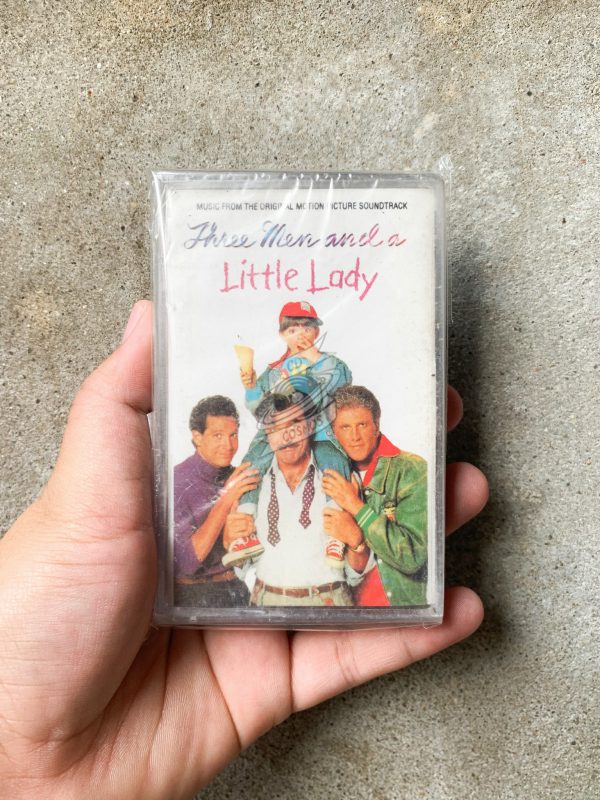 MUSIC FROM THE ORIGINAL MOTION PICTURE SOUNDTRACK
Three Men and a
Little Lady